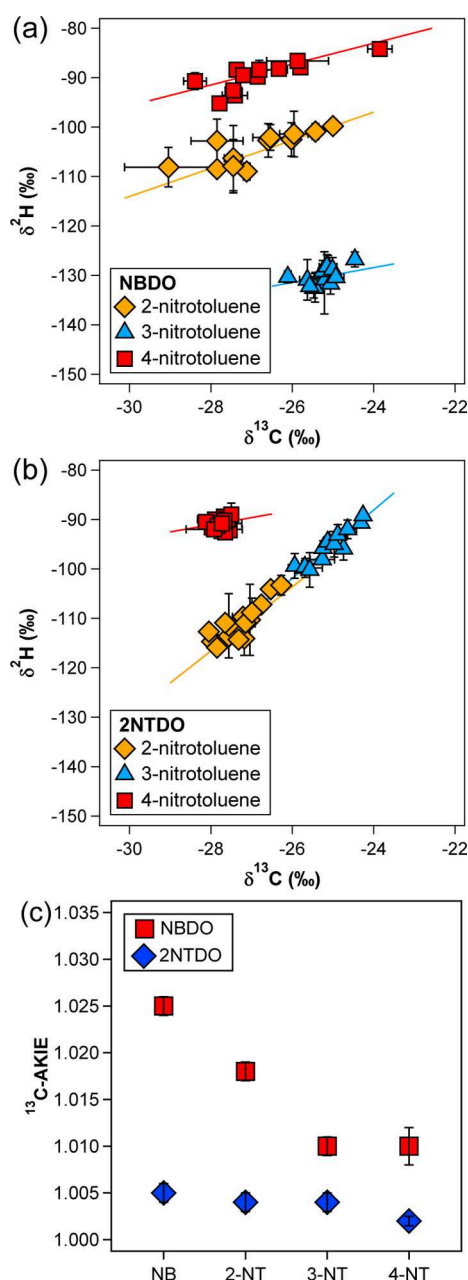 (a)
-80
-90
-100
-110
-120
-130
-140
-150
δ²H (‰)
NBDO
2-nitrotoluene
3-nitrotoluene
4-nitrotoluene
-30 -28 -26 -24 -22
δ¹³C (‰)
(b)
-80
-90
-100
-110
-120
-130
-140
-150
δ²H (‰)
2NTDO
2-nitrotoluene
3-nitrotoluene
4-nitrotoluene
-30 -28 -26 -24 -22
δ¹³C (‰)
(c)
1.035
1.030
1.025
1.020
1.015
1.010
1.005
1.000
¹³C-AKIE
NBDO
2NTDO
NB 2-NT 3-NT 4-NT